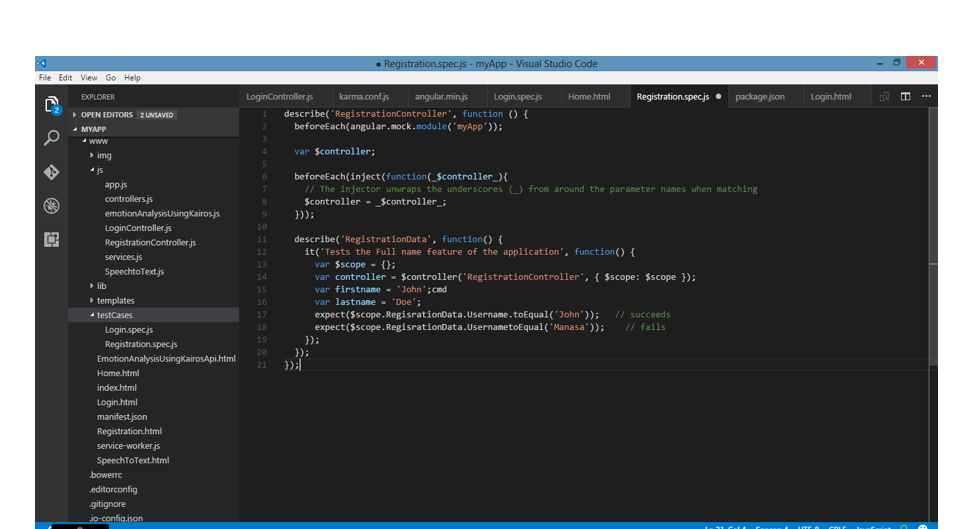 ● Registration.spec.js - myApp - Visual Studio Code
File Edit View Go Help
EXPLORER
LoginController.js karma.conf.js angular.min.js Login.spec.js Home.html Registration.spec.js ● package.json Login.html
2
OPEN EDITORS 2 UNSAVED
MYAPP
www
img
js
app.js
controllers.js
emotionAnalysisUsingKairos.js
LoginController.js
RegistrationController.js
services.js
SpeechtoText.js
lib
templates
testCases
Login.spec.js
Registration.spec.js
EmotionAnalysisUsingKairosApi.html
Home.html
index.html
Login.html
manifest.json
Registration.html
service-worker.js
SpeechToText.html
.bowerrc
.editorconfig
.gitignore
.io-config.json
1 describe('RegistrationController', function () {
2 beforeEach(angular.mock.module('myApp'));
3
4 var $controller;
5
6 beforeEach(inject(function(_$controller_){
7 // The injector unwraps the underscores (_) from around the parameter names when matching
8 $controller = _$controller_;
9 }));
10
11 describe('RegistrationData', function() {
12 it('Tests the Full name feature of the application', function() {
13 var $scope = {};
14 var controller = $controller('RegistrationController', { $scope: $scope });
15 var firstname = 'John';cmd
16 var lastname = 'Doe';
17 expect($scope.RegisrationData.Username.toEqual('John')); // succeeds
18 expect($scope.RegisrationData.UsernametoEqual('Manasa')); // fails
19 });
20 });
21 });